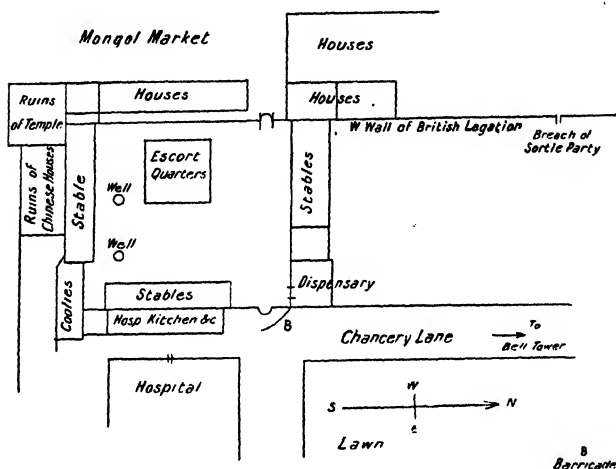 Mongol Market
Houses
Ruins
of Temple
Houses
Houses
W Wall of British Legation
Breach of
Sortie Party
Escort
Quarters
Well
Well
Stable
Ruins of
Chinese Houses
Stables
Coolies
Stables
Hosp Kitchen &c
Dispensary
B
Chancery Lane
To
Bell Tower
Hospital
W
S
N
E
Lawn
B
Barricade